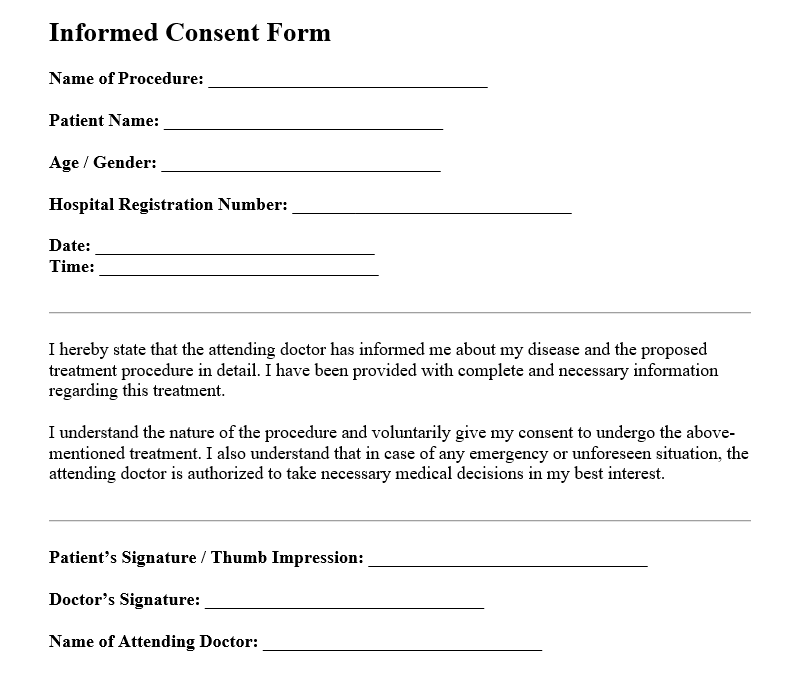 Informed Consent Form
Name of Procedure: ______________________________
Patient Name: ______________________________
Age / Gender: ______________________________
Hospital Registration Number: ______________________________
Date: ______________________________
Time: ______________________________
I hereby state that the attending doctor has informed me about my disease and the proposed
treatment procedure in detail. I have been provided with complete and necessary information
regarding this treatment.
I understand the nature of the procedure and voluntarily give my consent to undergo the above-
mentioned treatment. I also understand that in case of any emergency or unforeseen situation, the
attending doctor is authorized to take necessary medical decisions in my best interest.
Patient’s Signature / Thumb Impression: ______________________________
Doctor’s Signature: ______________________________
Name of Attending Doctor: ______________________________